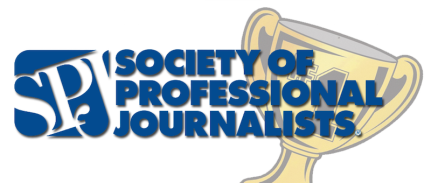 SPJ
SOCIETY OF
PROFESSIONAL
JOURNALISTS®